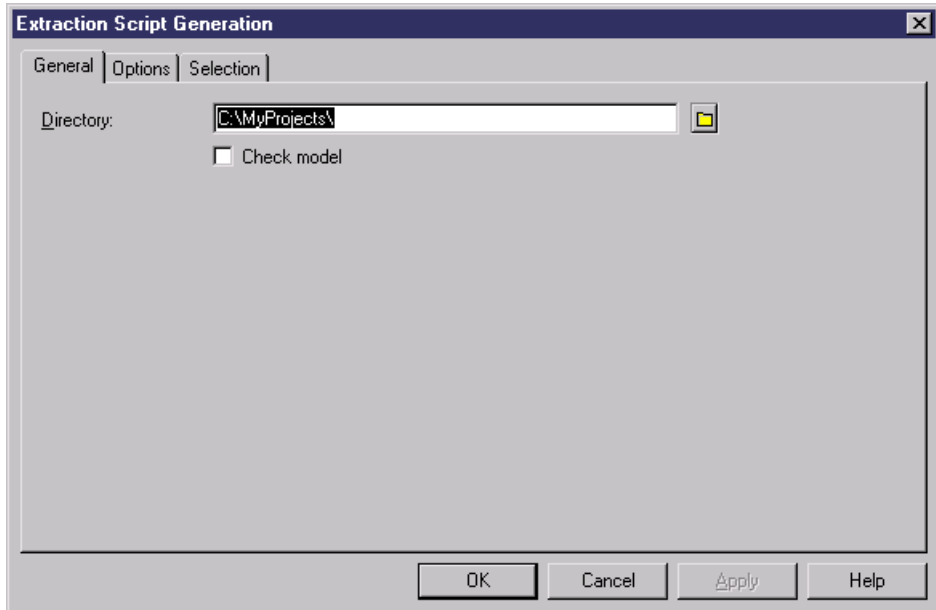 Extraction Script Generation
General Options Selection
Directory: C:\MyProjects\
Check model
OK Cancel Apply Help